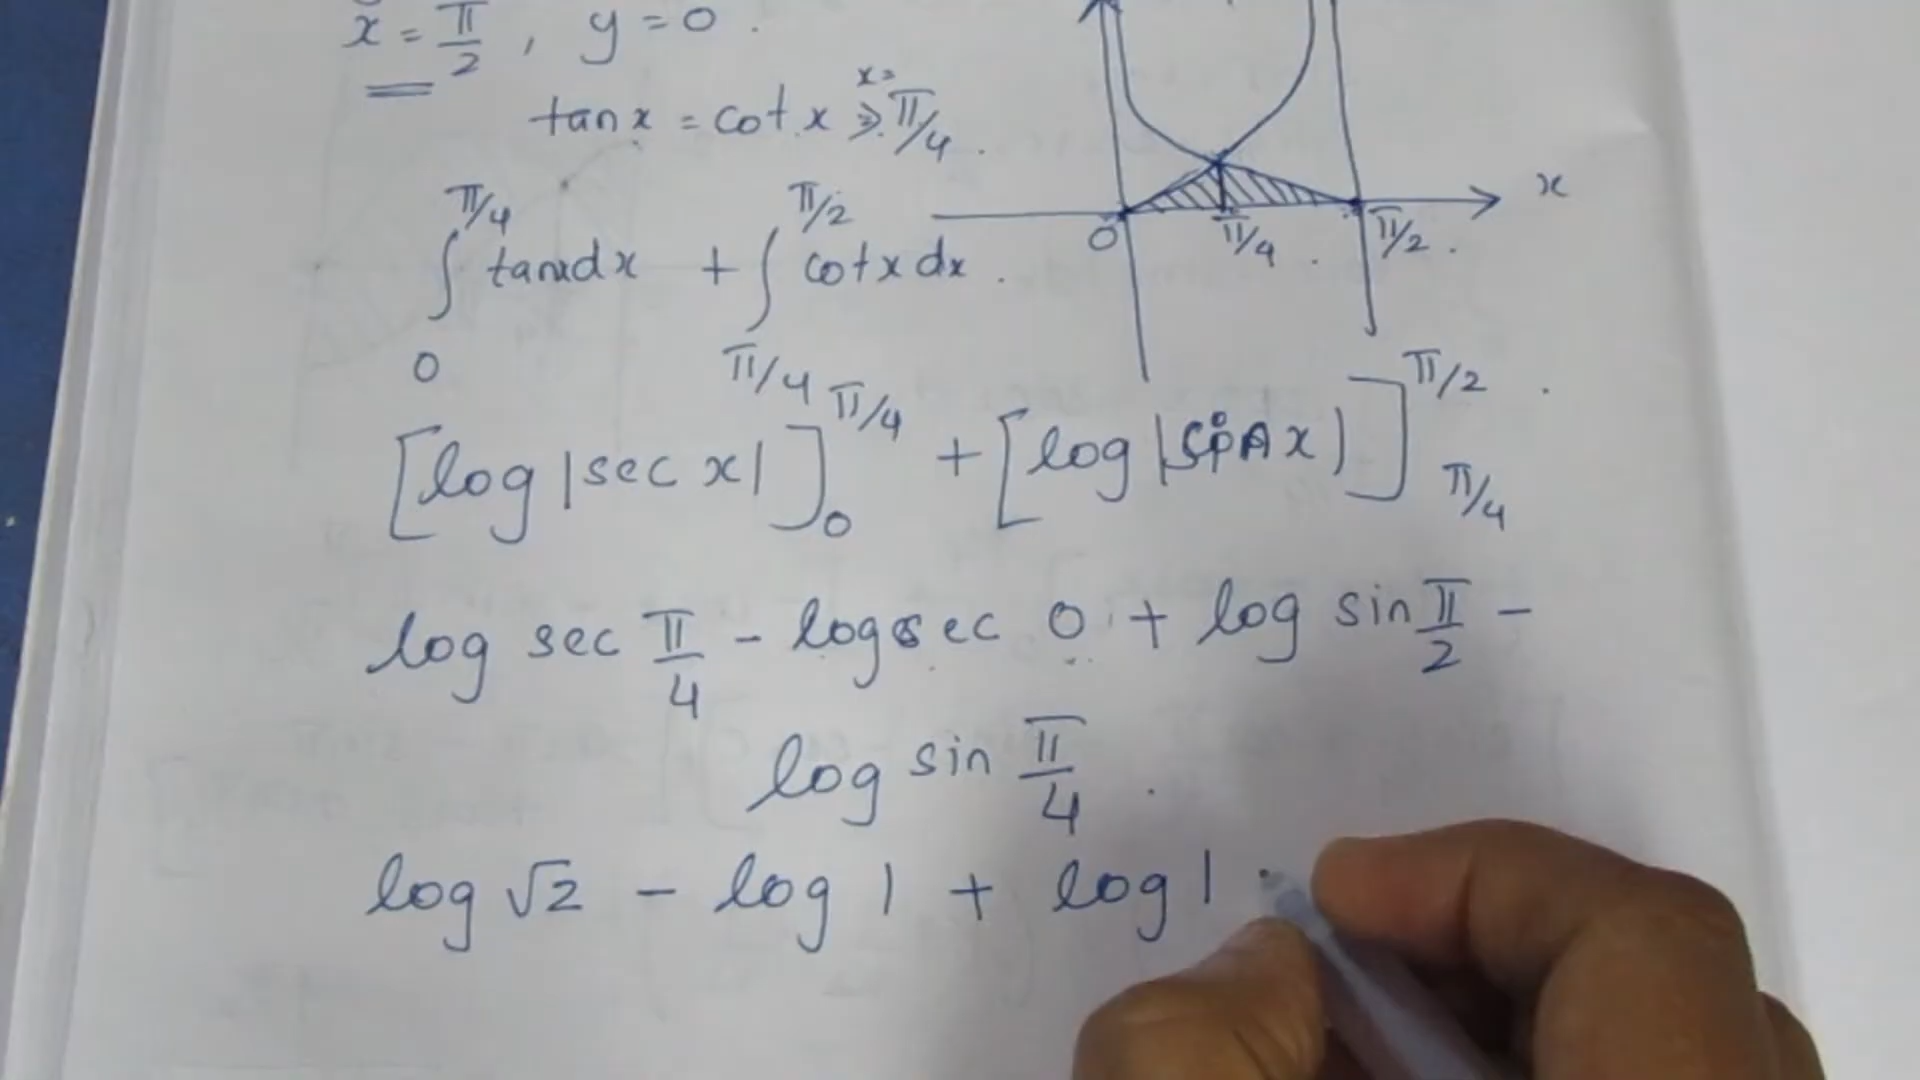 x = π/2 , y = 0 .
tan x = cot x ⇒ x = π/4 .
∫₀^{π/4} tanx dx + ∫_{π/4}^{π/2} cotx dx .
[log |sec x|]₀^{π/4} + [log |sin x|]_{π/4}^{π/2} .
log sec π/4 - log sec 0 + log sin π/2 -
log sin π/4 .
log √2 - log 1 + log 1
x
0 π/4 . π/2 .